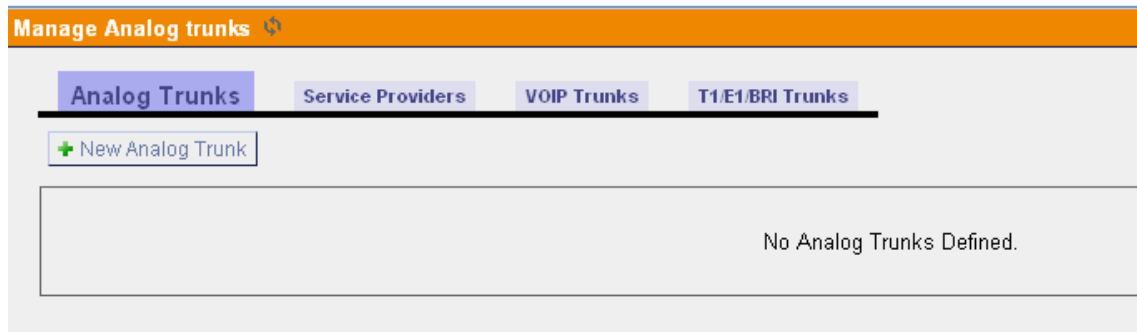 Manage Analog trunks
Analog Trunks Service Providers VOIP Trunks T1/E1/BRI Trunks
New Analog Trunk
No Analog Trunks Defined.